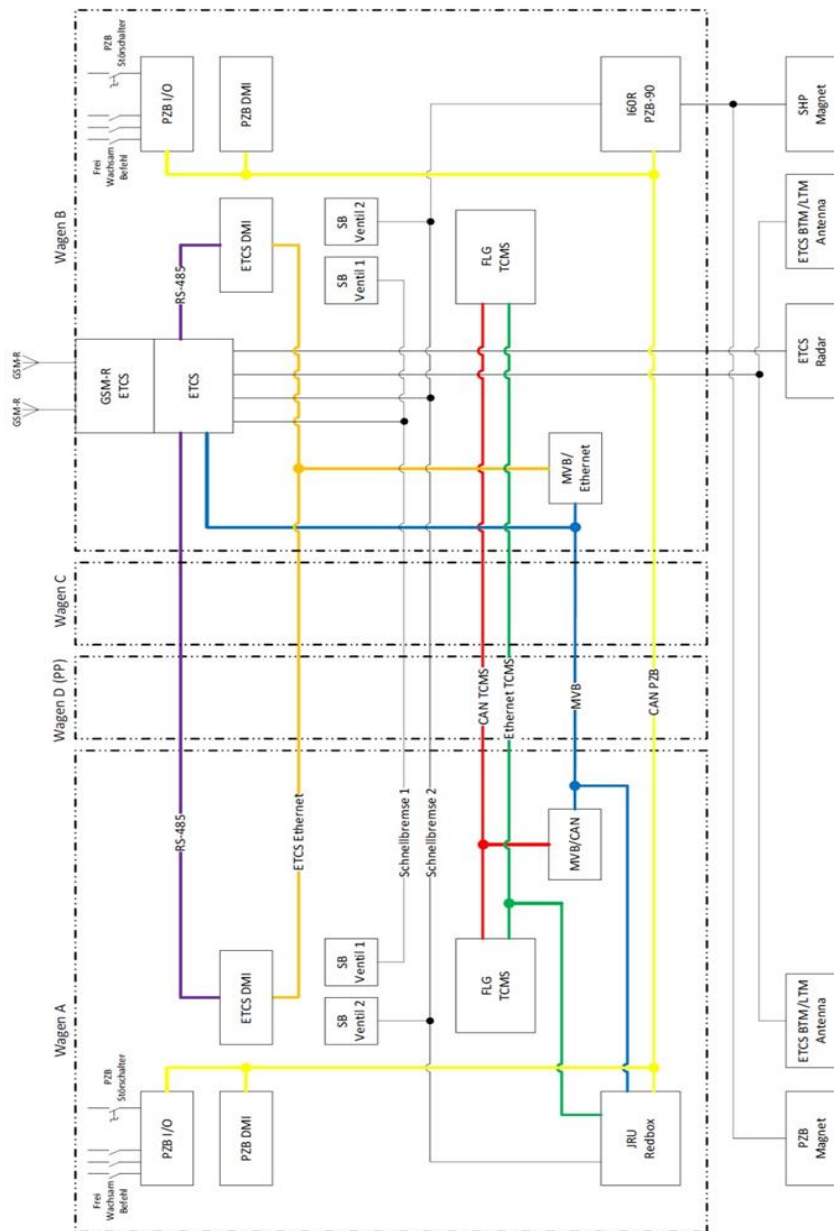 GSM-R
GSM-R
Wagen A
Wagen D (PP)
Wagen C
Wagen B
Frei
Wachsam
Befehl
PZB
Störschalter
GSM-R
ETCS
Frei
Wachsam
Befehl
PZB
Störschalter
PZB I/O
RS-485
ETCS
RS-485
PZB I/O
PZB DMI
ETCS DMI
ETCS DMI
PZB DMI
ETCS Ethernet
SB
Ventil 2
SB
Ventil 1
SB
Ventil 1
SB
Ventil 2
Schnellbremse 1
Schnellbremse 2
FLG
TCMS
CAN TCMS
Ethernet TCMS
FLG
TCMS
MVB/CAN
MVB
MVB/
Ethernet
JRU
Redbox
CAN PZB
I60R
PZB-90
PZB
Magnet
ETCS BTM/LTM
Antenna
ETCS
Radar
ETCS BTM/LTM
Antenna
SHP
Magnet